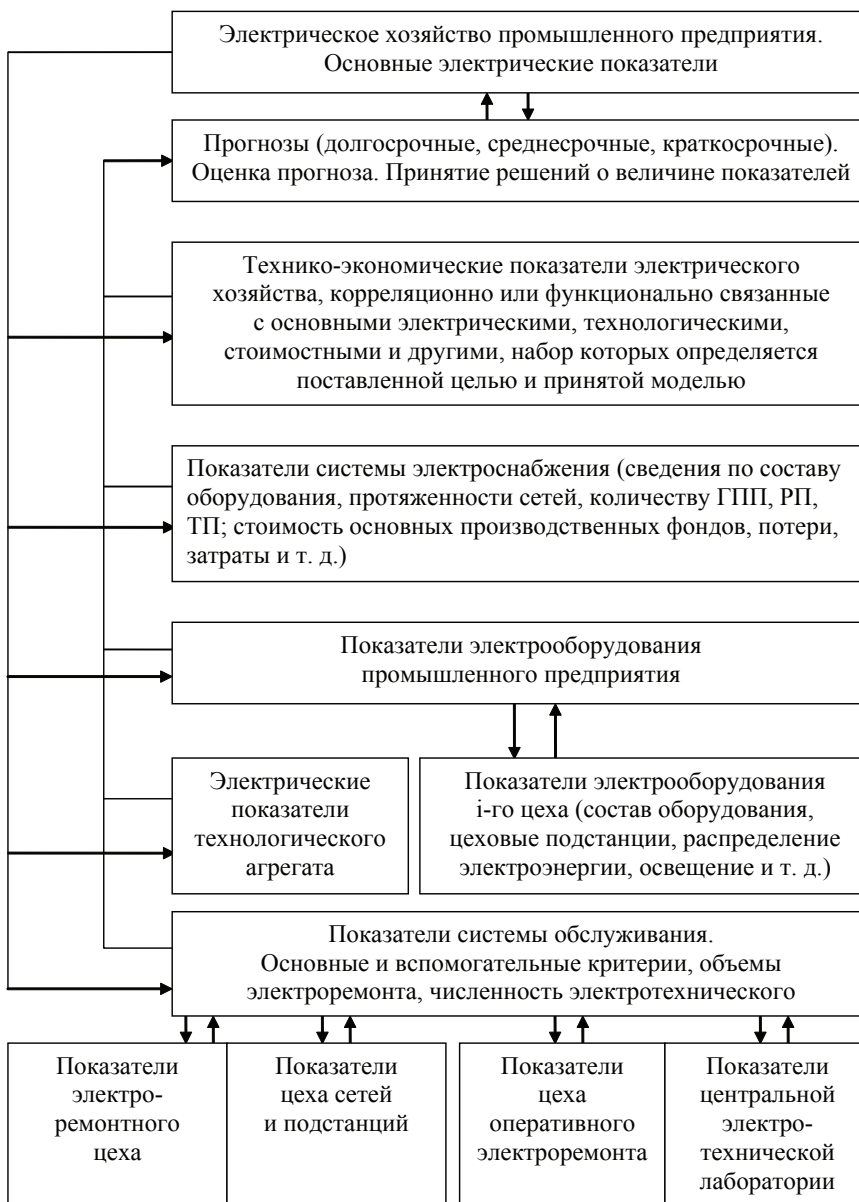 Электрическое хозяйство промышленного предприятия.
Основные электрические показатели
Прогнозы (долгосрочные, среднесрочные, краткосрочные).
Оценка прогноза. Принятие решений о величине показателей
Технико-экономические показатели электрического
хозяйства, корреляционно или функционально связанные
с основными электрическими, технологическими,
стоимостными и другими, набор которых определяется
поставленной целью и принятой моделью
Показатели системы электроснабжения (сведения по составу
оборудования, протяженности сетей, количеству ГПП, РП,
ТП; стоимость основных производственных фондов, потери,
затраты и т. д.)
Показатели электрооборудования
промышленного предприятия
Электрические
показатели
технологического
агрегата
Показатели электрооборудования
i-го цеха (состав оборудования,
цеховые подстанции, распределение
электроэнергии, освещение и т. д.)
Показатели системы обслуживания.
Основные и вспомогательные критерии, объемы
электроремонта, численность электротехнического
Показатели
электро-
ремонтного
цеха
Показатели
цеха сетей
и подстанций
Показатели
цеха
оперативного
электроремонта
Показатели
центральной
электро-
технической
лаборатории